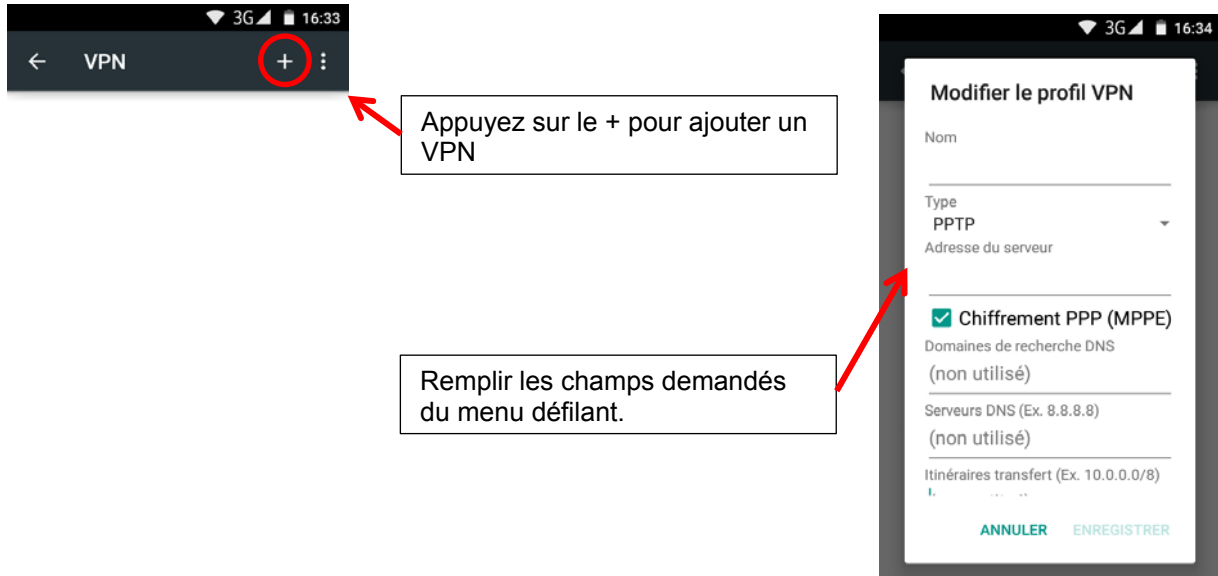 3G 16:33
VPN +
Appuyez sur le + pour ajouter un
VPN
Remplir les champs demandés
du menu défilant.
3G 16:34
Modifier le profil VPN
Nom
Type
PPTP
Adresse du serveur
Chiffrement PPP (MPPE)
Domaines de recherche DNS
(non utilisé)
Serveurs DNS (Ex. 8.8.8.8)
(non utilisé)
Itinéraires transfert (Ex. 10.0.0.0/8)
ANNULER ENREGISTRER